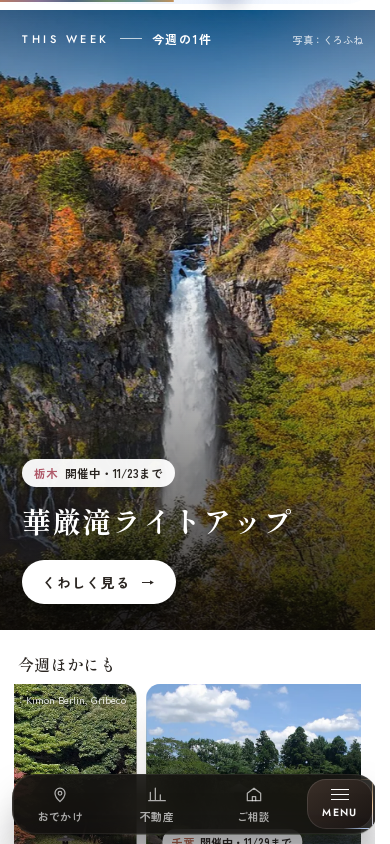 THIS WEEK — 今週の1件
写真：くろふね
栃木 開催中・11/23まで
華厳滝ライトアップ
くわしく見る →
今週ほかにも
Kimon Berlin, Gribeco
千葉 開催中・11/29まで
おでかけ
不動産
ご相談
MENU